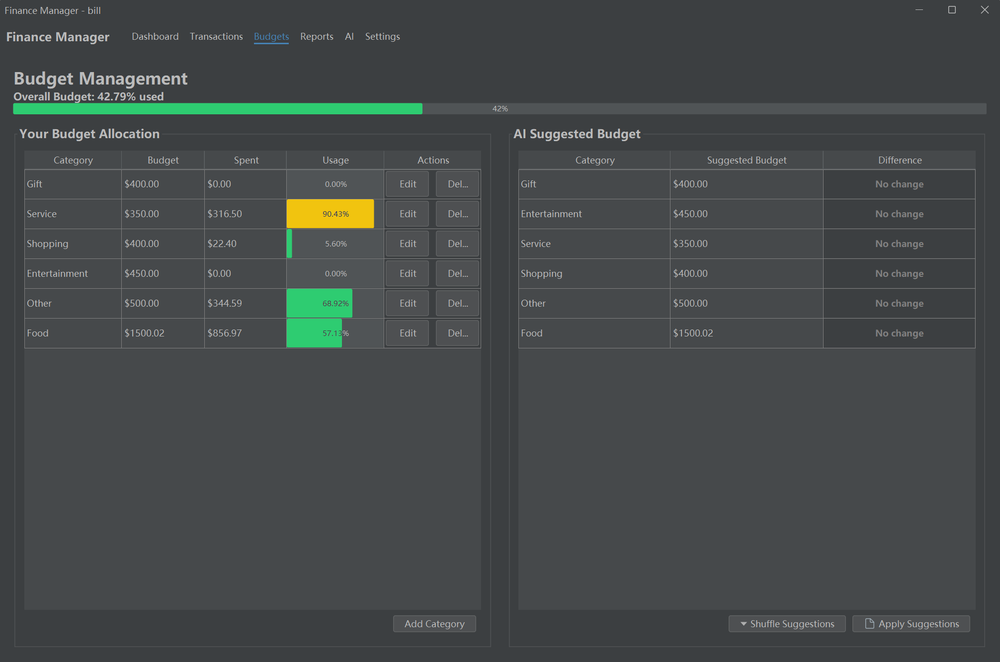 Finance Manager - bill
Finance Manager Dashboard Transactions Budgets Reports AI Settings
Budget Management
Overall Budget: 42.79% used
42%
Your Budget Allocation
Category Budget Spent Usage Actions
Gift $400.00 $0.00 0.00% Edit Del...
Service $350.00 $316.50 90.43% Edit Del...
Shopping $400.00 $22.40 5.60% Edit Del...
Entertainment $450.00 $0.00 0.00% Edit Del...
Other $500.00 $344.59 68.92% Edit Del...
Food $1500.02 $856.97 57.13% Edit Del...
Add Category
AI Suggested Budget
Category Suggested Budget Difference
Gift $400.00 No change
Entertainment $450.00 No change
Service $350.00 No change
Shopping $400.00 No change
Other $500.00 No change
Food $1500.02 No change
Shuffle Suggestions Apply Suggestions